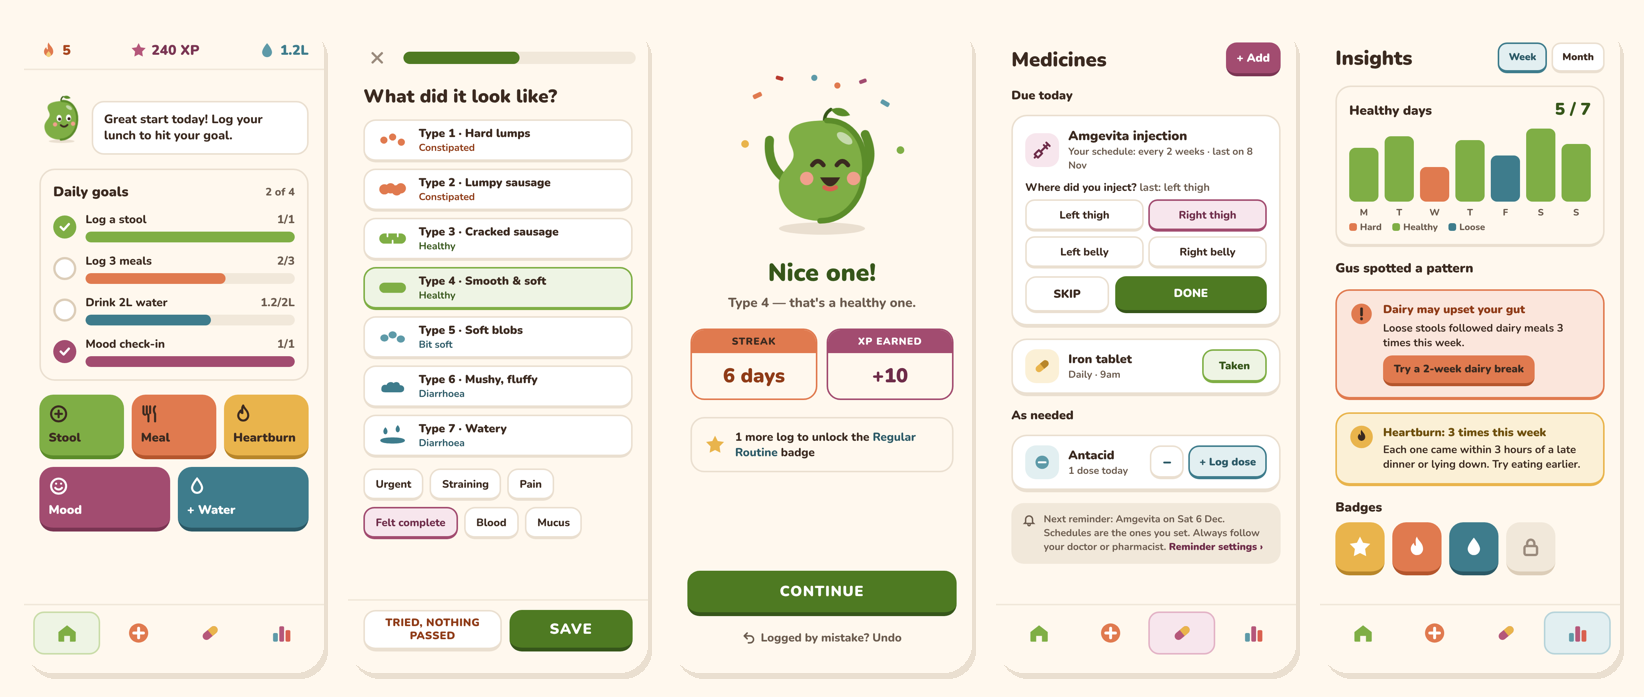 5
240 XP
1.2L
Great start today! Log your
lunch to hit your goal.
Daily goals
2 of 4
Log a stool
1/1
Log 3 meals
2/3
Drink 2L water
1.2/2L
Mood check-in
1/1
Stool
Meal
Heartburn
Mood
+ Water
What did it look like?
Type 1 · Hard lumps
Constipated
Type 2 · Lumpy sausage
Constipated
Type 3 · Cracked sausage
Healthy
Type 4 · Smooth & soft
Healthy
Type 5 · Soft blobs
Bit soft
Type 6 · Mushy, fluffy
Diarrhoea
Type 7 · Watery
Diarrhoea
Urgent
Straining
Pain
Felt complete
Blood
Mucus
TRIED, NOTHING
PASSED
SAVE
Nice one!
Type 4 — that's a healthy one.
STREAK
6 days
XP EARNED
+10
1 more log to unlock the Regular
Routine badge
CONTINUE
Logged by mistake? Undo
Medicines
+ Add
Due today
Amgevita injection
Your schedule: every 2 weeks · last on 8
Nov
Where did you inject? last: left thigh
Left thigh
Right thigh
Left belly
Right belly
SKIP
DONE
Iron tablet
Daily · 9am
Taken
As needed
Antacid
1 dose today
−
+ Log dose
Next reminder: Amgevita on Sat 6 Dec.
Schedules are the ones you set. Always follow
your doctor or pharmacist. Reminder settings ›
Insights
Week
Month
Healthy days
5 / 7
M T W T F S S
Hard Healthy Loose
Gus spotted a pattern
Dairy may upset your gut
Loose stools followed dairy meals 3
times this week.
Try a 2-week dairy break
Heartburn: 3 times this week
Each one came within 3 hours of a late
dinner or lying down. Try eating earlier.
Badges